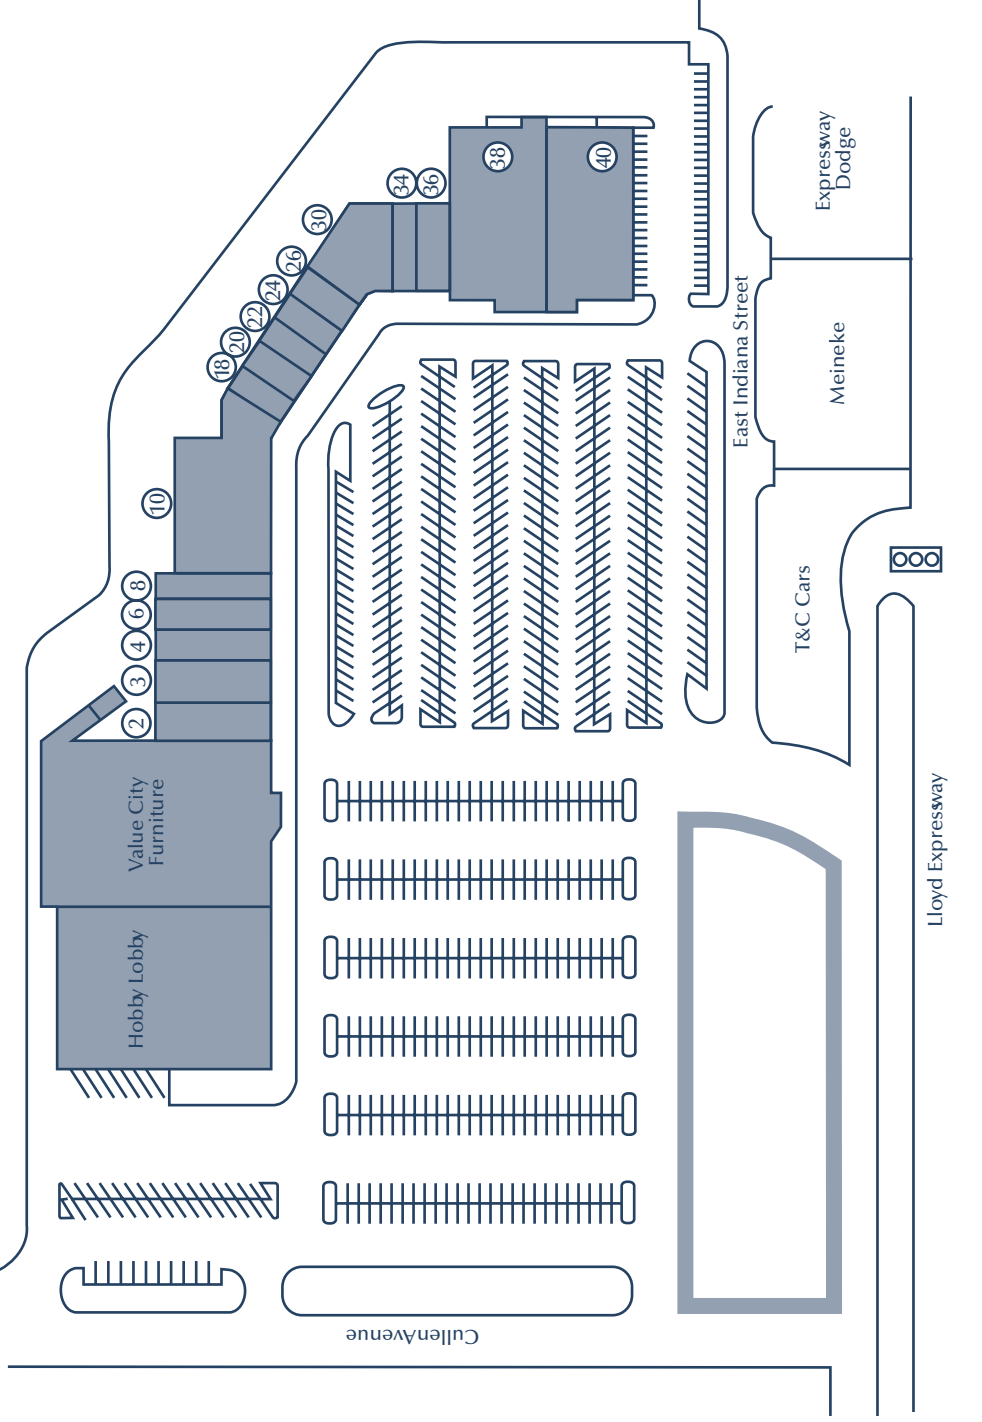 Expressway
Dodge
38
40
34
36
30
26
24
22
20
18
East Indiana Street
Meineke
10
8
6
4
3
2
T&C Cars
Value City
Furniture
Lloyd Expressway
Hobby Lobby
CullenAvenue